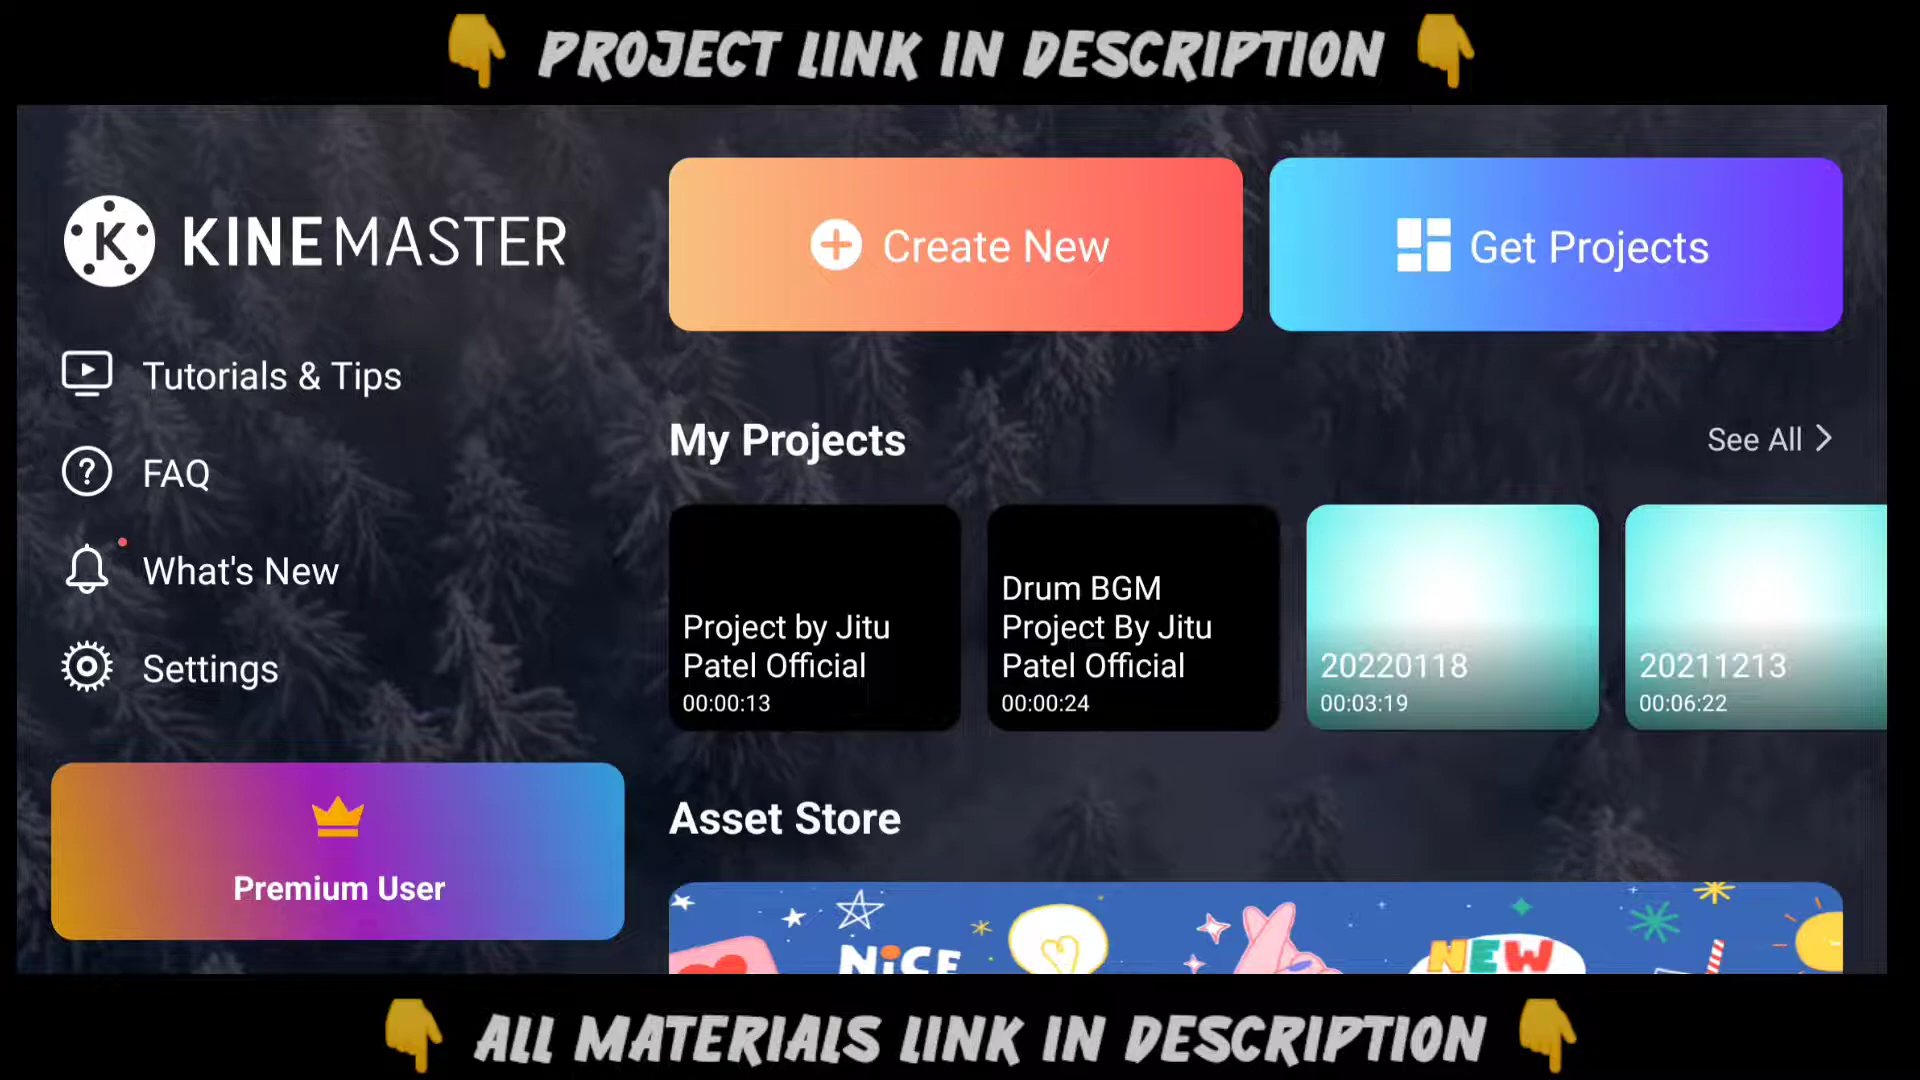 👇 PROJECT LINK IN DESCRIPTION 👇
K KINEMASTER
Tutorials & Tips
FAQ
What's New
Settings
Premium User
Create New
Get Projects
My Projects
See All
Project by Jitu
Patel Official
00:00:13
Drum BGM
Project By Jitu
Patel Official
00:00:24
20220118
00:03:19
20211213
00:06:22
Asset Store
NiCE
NEW
👇 ALL MATERIALS LINK IN DESCRIPTION 👇